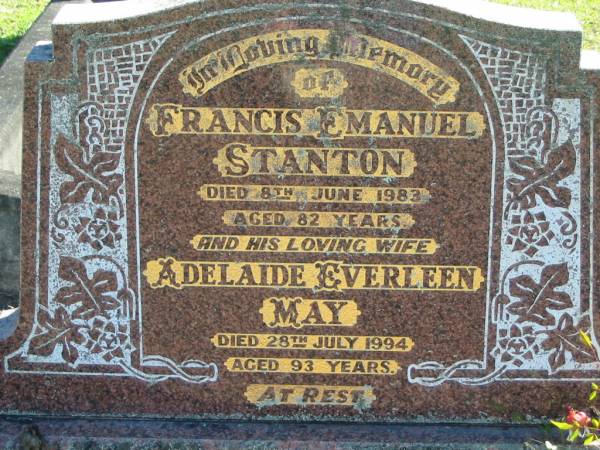 In Loving Memory
of
FRANCIS EMANUEL
STANTON
DIED 8TH JUNE 1983
AGED 82 YEARS.
AND HIS LOVING WIFE
ADELAIDE EVERLEEN
MAY
DIED 28TH JULY 1994
AGED 93 YEARS.
AT REST